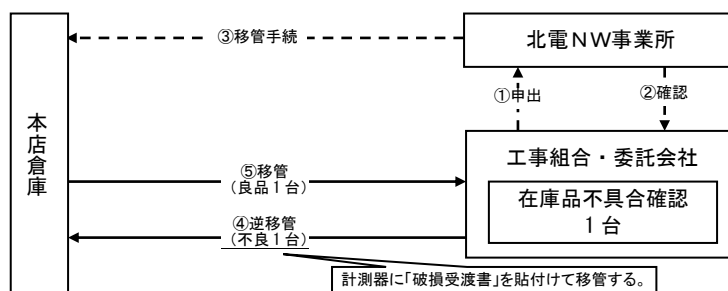 ③移管手続
北電NW事業所
①申出
②確認
本店倉庫
工事組合・委託会社
⑤移管
(良品1台)
在庫品不具合確認
1台
④逆移管
(不良1台)
計測器に「破損受渡書」を貼付けて移管する。